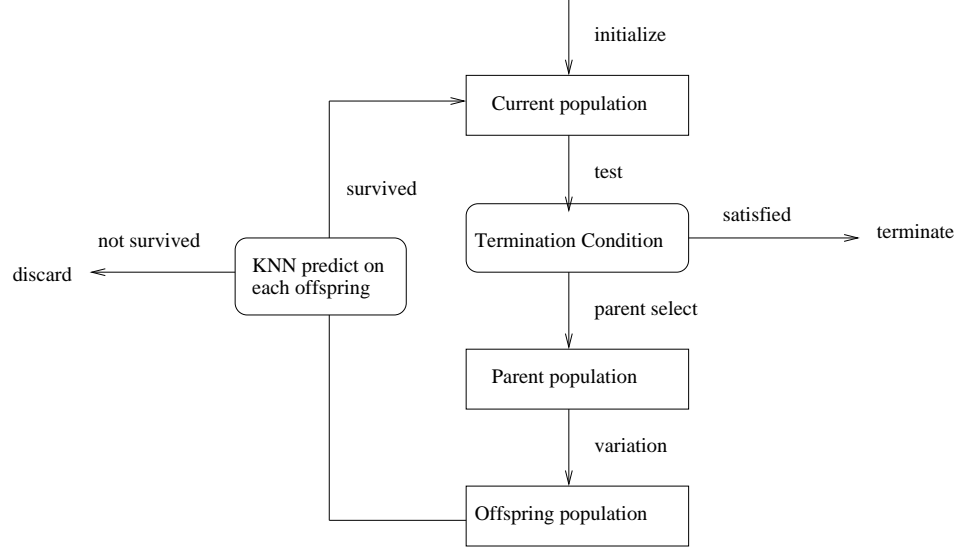 initialize
Current population
test
survived
satisfied
terminate
Termination Condition
not survived
discard
KNN predict on
each offspring
parent select
Parent population
variation
Offspring population